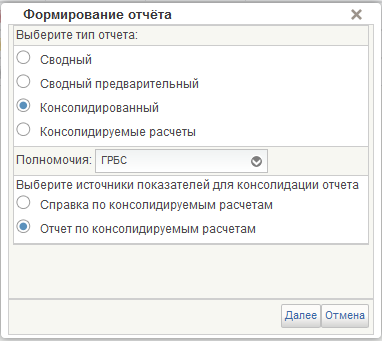 Формирование отчёта
Выберите тип отчета:
Сводный
Сводный предварительный
Консолидированный
Консолидируемые расчеты
Полномочия: ГРБС
Выберите источники показателей для консолидации отчета
Справка по консолидируемым расчетам
Отчет по консолидируемым расчетам
Далее Отмена